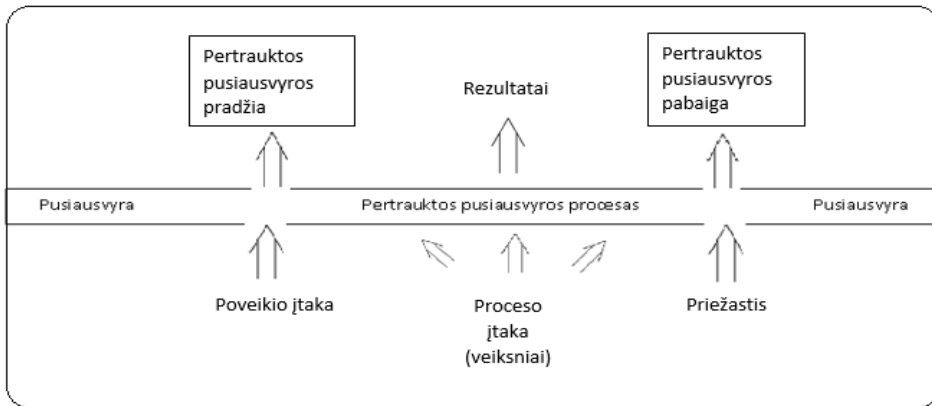 Pertrauktos
pusiausvyros
pradžia
Rezultatai
Pertrauktos
pusiausvyros
pabaiga
Pusiausvyra
Pertrauktos pusiausvyros procesas
Pusiausvyra
Poveikio įtaka
Proceso
įtaka
(veiksniai)
Priežastis